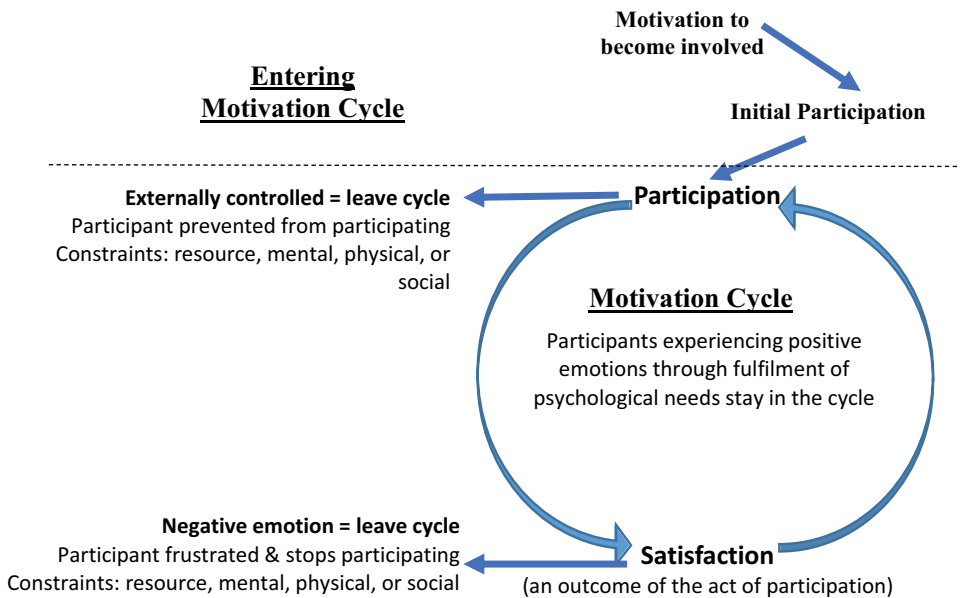 Motivation to
become involved
Entering
Motivation Cycle
Initial Participation
Externally controlled = leave cycle
Participant prevented from participating
Constraints: resource, mental, physical, or
social
Participation
Motivation Cycle
Participants experiencing positive
emotions through fulfilment of
psychological needs stay in the cycle
Negative emotion = leave cycle
Participant frustrated & stops participating
Constraints: resource, mental, physical, or social
Satisfaction
(an outcome of the act of participation)